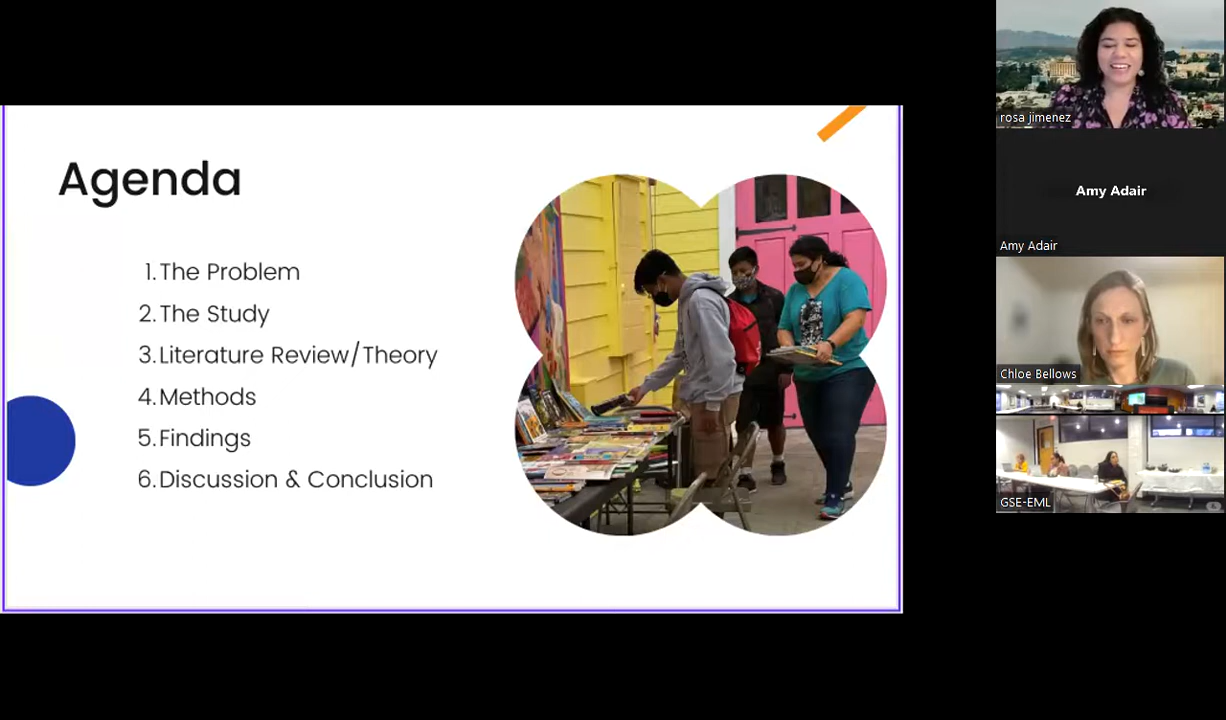 Agenda
1.The Problem
2.The Study
3.Literature Review/Theory
4.Methods
5.Findings
6.Discussion & Conclusion
rosa jimenez
Amy Adair
Amy Adair
Chloe Bellows
GSE-EML